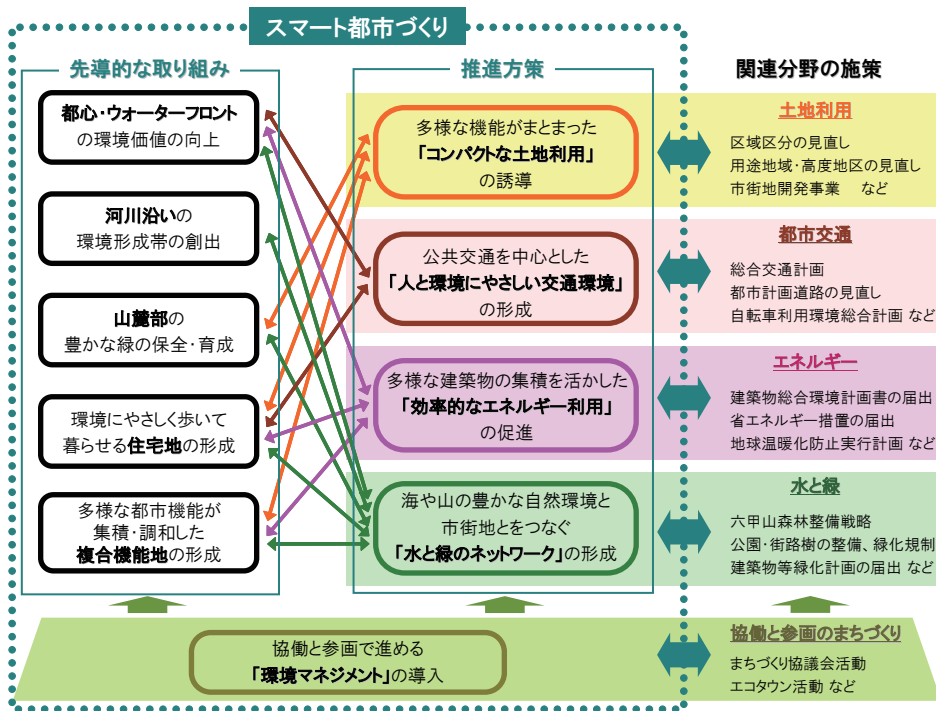 スマート都市づくり
先導的な取り組み
都心・ウォーターフロント
の環境価値の向上
河川沿いの
環境形成帯の創出
山麓部の
豊かな緑の保全・育成
環境にやさしく歩いて
暮らせる住宅地の形成
多様な都市機能が
集積・調和した
複合機能地の形成
推進方策
多様な機能がまとまった
「コンパクトな土地利用」
の誘導
公共交通を中心とした
「人と環境にやさしい交通環境」
の形成
多様な建築物の集積を活かした
「効率的なエネルギー利用」
の促進
海や山の豊かな自然環境と
市街地とをつなぐ
「水と緑のネットワーク」の形成
関連分野の施策
土地利用
区域区分の見直し
用途地域・高度地区の見直し
市街地開発事業 など
都市交通
総合交通計画
都市計画道路の見直し
自転車利用環境総合計画 など
エネルギー
建築物総合環境計画書の届出
省エネルギー措置の届出
地球温暖化防止実行計画 など
水と緑
六甲山森林整備戦略
公園・街路樹の整備、緑化規制
建築物等緑化計画の届出 など
協働と参画で進める
「環境マネジメント」の導入
協働と参画のまちづくり
まちづくり協議会活動
エコタウン活動 など